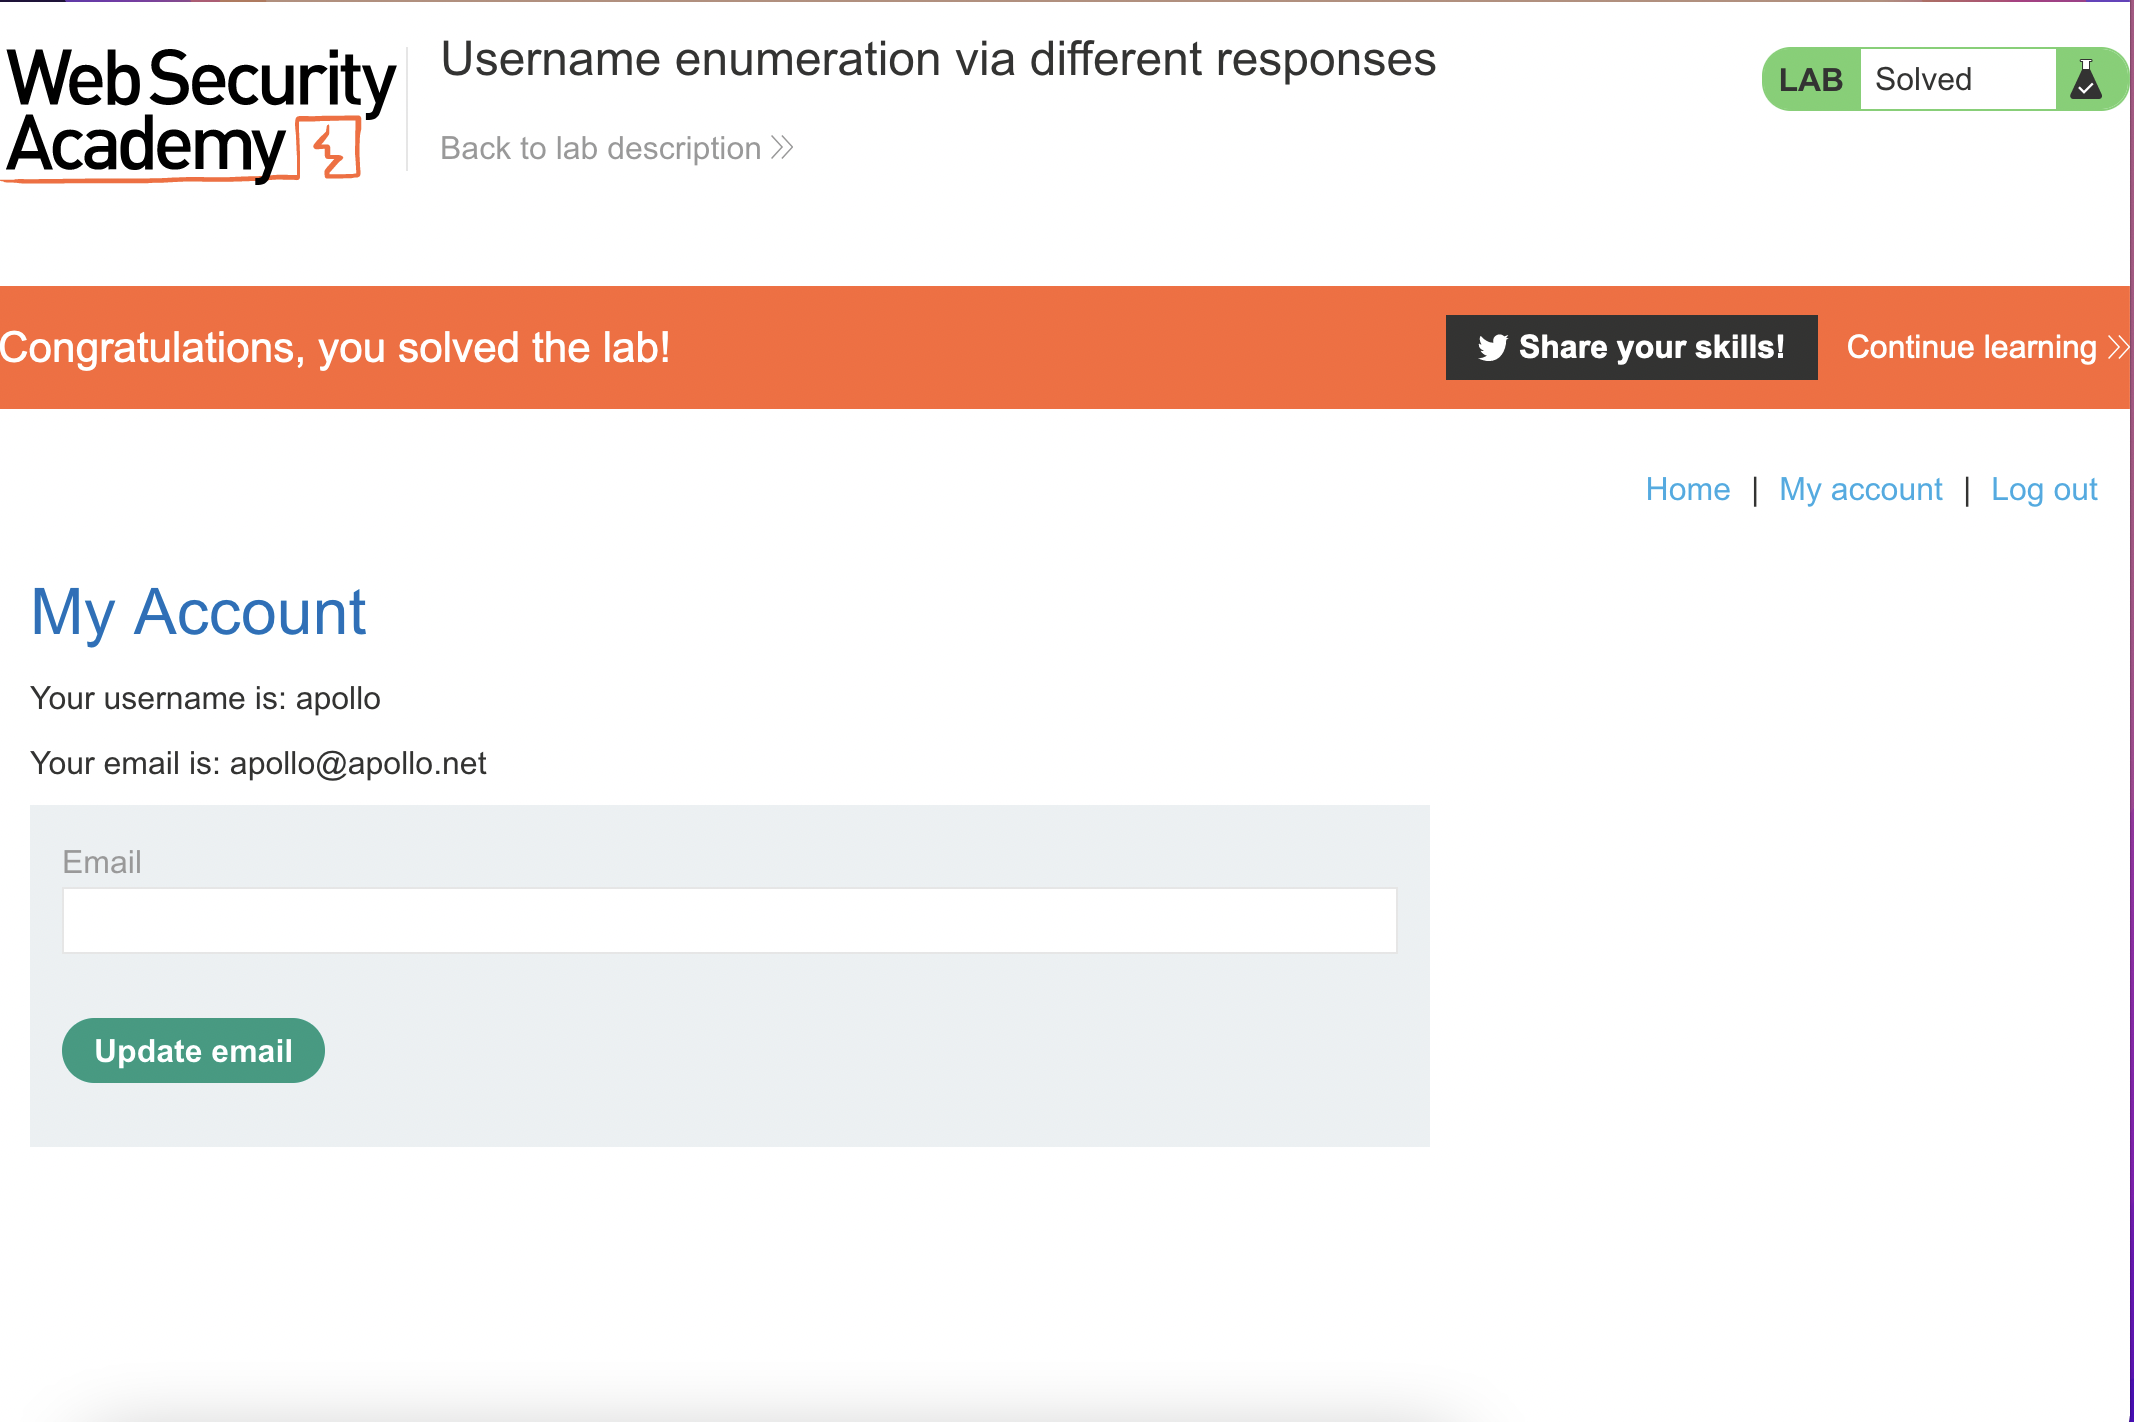 Web Security
Academy
Username enumeration via different responses
Back to lab description
LAB Solved
Congratulations, you solved the lab!
Share your skills!
Continue learning
Home | My account | Log out
My Account
Your username is: apollo
Your email is: apollo@apollo.net
Email
Update email